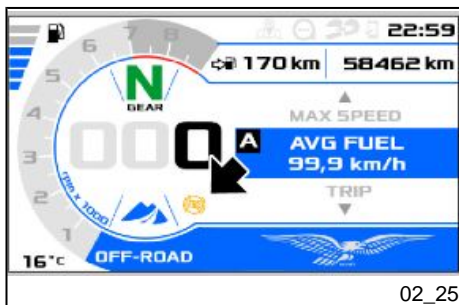 22:59
170 km 58462 km
8
7
6
5
4
3
2
1
rpm x 1000
N
GEAR
000
A
MAX SPEED
AVG FUEL
99,9 km/h
TRIP
16°C
OFF-ROAD
02_25